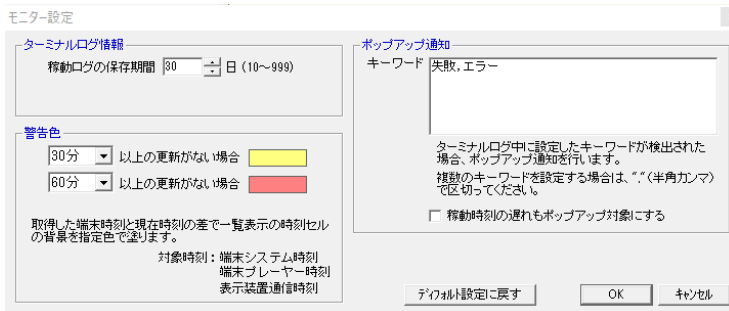 モニター設定
ターミナルログ情報
稼動ログの保存期間 30 日 (10～999)
警告色
30分 以上の更新がない場合
60分 以上の更新がない場合
取得した端末時刻と現在時刻の差で一覧表示の時刻セル
の背景を指定色で塗ります。
対象時刻：端末システム時刻
端末プレーヤー時刻
表示装置通信時刻
ポップアップ通知
キーワード 失敗,エラー
ターミナルログ中に設定したキーワードが検出された
場合、ポップアップ通知を行います。
複数のキーワードを設定する場合は、","(半角カンマ)
で区切ってください。
稼動時刻の遅れもポップアップ対象にする
ディフォルト設定に戻す OK キャンセル